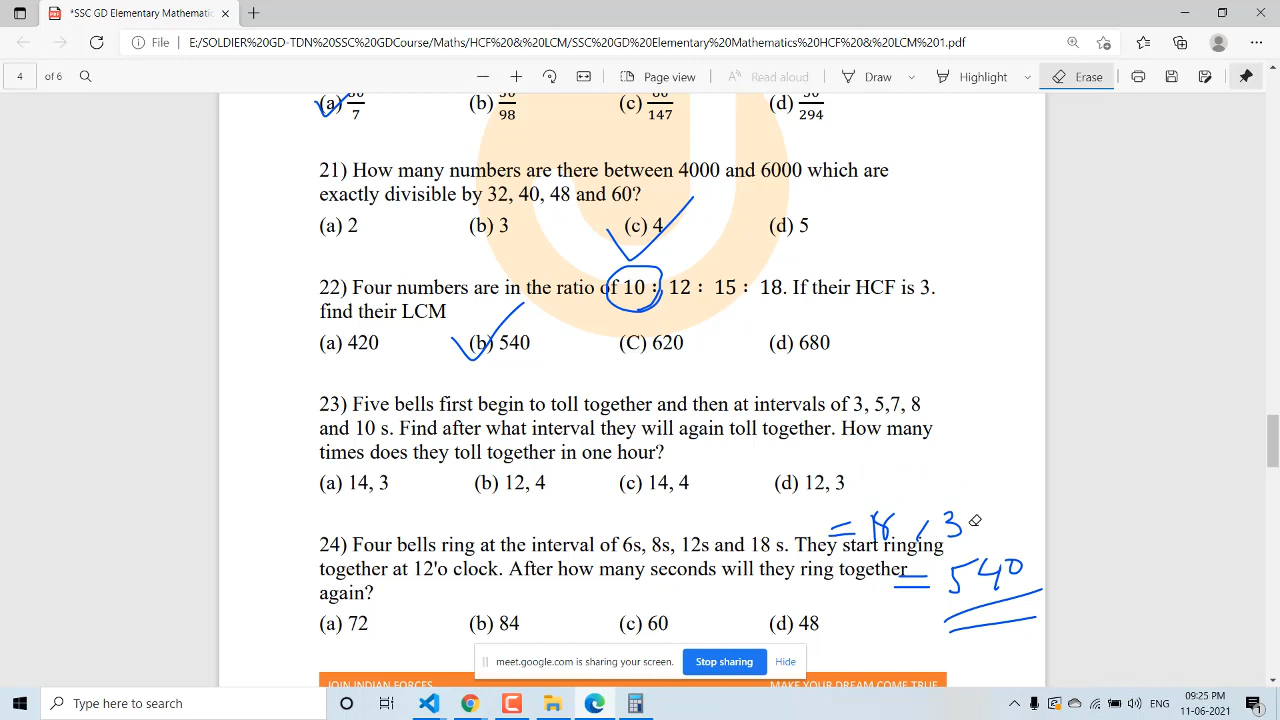 *SSC GD Elementary Mathematics
File
E:/SOLDIER%20GD-TDN%20SSC%20GDCourse/Maths/HCF%20&%20LCM/SSC%20GD%20Elementary%20Mathematics%20HCF%20&%20LCM%201.pdf
4 of 6
Page view
Read aloud
Draw
Highlight
Erase
(a) 30/7 (b) 30/98 (c) 60/147 (d) 30/294
21) How many numbers are there between 4000 and 6000 which are
exactly divisible by 32, 40, 48 and 60?
(a) 2 (b) 3 (c) 4 (d) 5
22) Four numbers are in the ratio of 10 : 12 : 15 : 18. If their HCF is 3.
find their LCM
(a) 420 (b) 540 (C) 620 (d) 680
23) Five bells first begin to toll together and then at intervals of 3, 5,7, 8
and 10 s. Find after what interval they will again toll together. How many
times does they toll together in one hour?
(a) 14, 3 (b) 12, 4 (c) 14, 4 (d) 12, 3
= 18 , 3
24) Four bells ring at the interval of 6s, 8s, 12s and 18 s. They start ringing
together at 12'o clock. After how many seconds will they ring together
again?
= 540
(a) 72 (b) 84 (c) 60 (d) 48
meet.google.com is sharing your screen.
Stop sharing
Hide
JOIN INDIAN FORCES MAKE YOUR DREAM COME TRUE
Type here to search
ENG
09:25 PM
11-06-2021
1